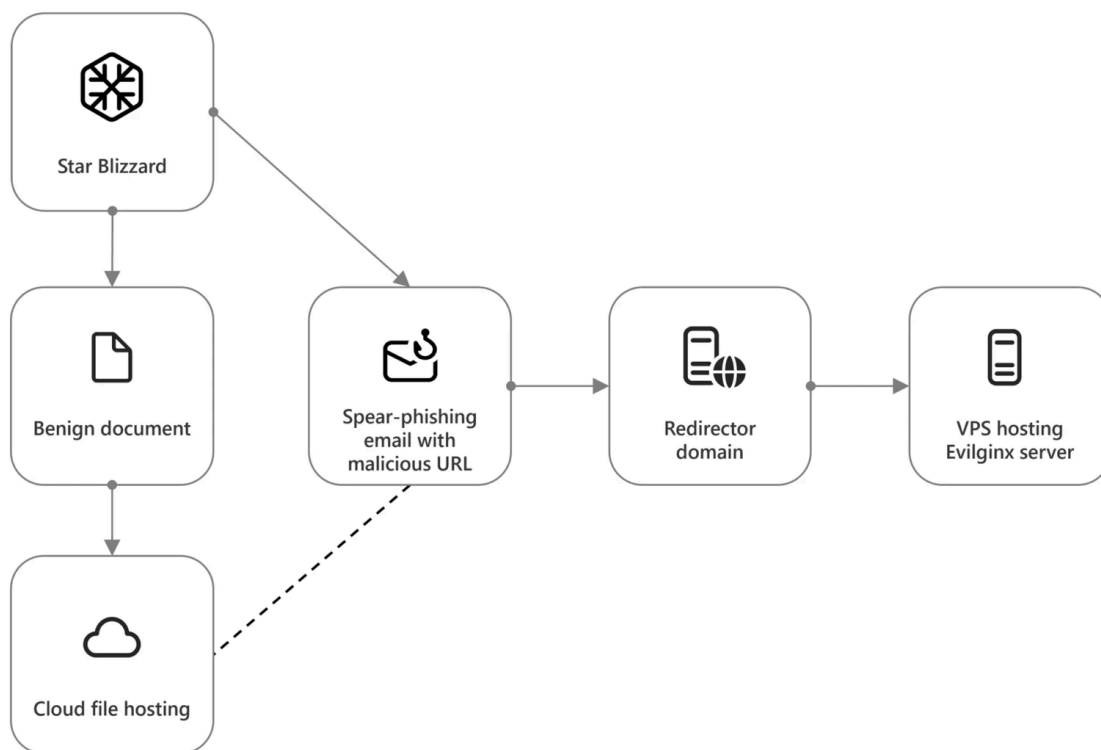 Star Blizzard
Benign document
Spear-phishing
email with
malicious URL
Redirector
domain
VPS hosting
Evilginx server
Cloud file hosting